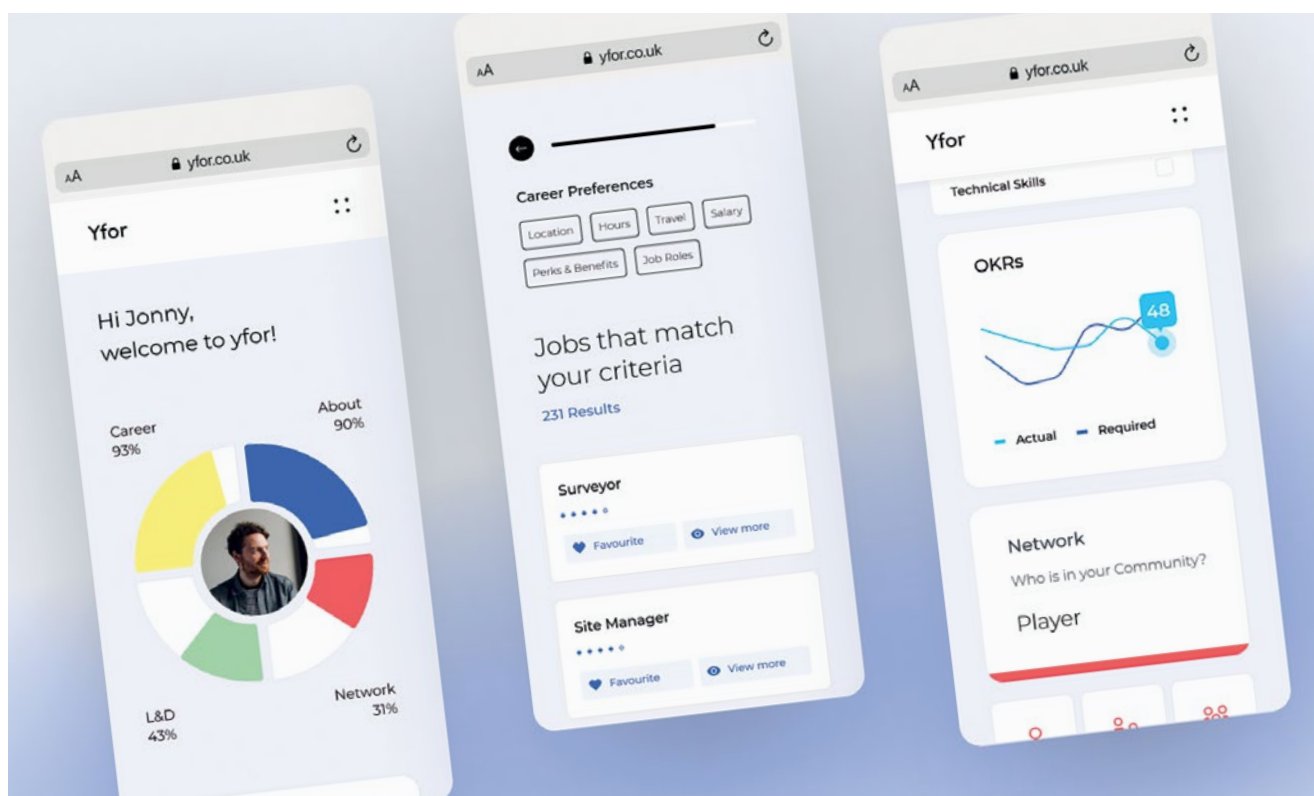 AA yfor.co.uk
Yfor
Hi Jonny,
welcome to yfor!
Career
93%
About
90%
L&D
43%
Network
31%
AA yfor.co.uk
Career Preferences
Location Hours Travel Salary
Perks & Benefits Job Roles
Jobs that match
your criteria
231 Results
Surveyor
Favourite View more
Site Manager
Favourite View more
AA yfor.co.uk
Yfor
Technical Skills
OKRs
48
Actual Required
Network
Who is in your Community?
Player